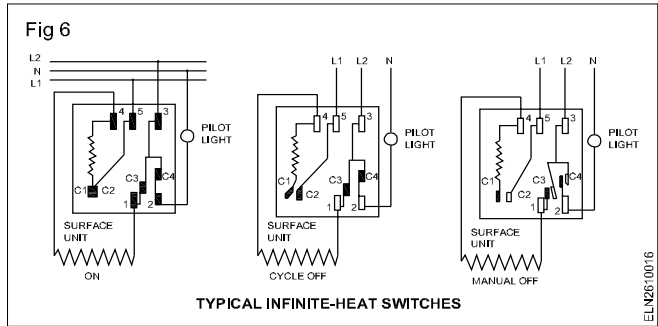 Fig 6
L2
N
L1
4 5 3
PILOT
LIGHT
C1 C2 C3 C4
1 2
SURFACE
UNIT
ON
L1 L2 N
4 5 3
PILOT
LIGHT
C1 C2 C3 C4
1 2
SURFACE
UNIT
CYCLE OFF
L1 L2 N
4 5 3
PILOT
LIGHT
C1 C2 C3 C4
1 2
SURFACE
UNIT
MANUAL OFF
TYPICAL INFINITE-HEAT SWITCHES
ELN2610016